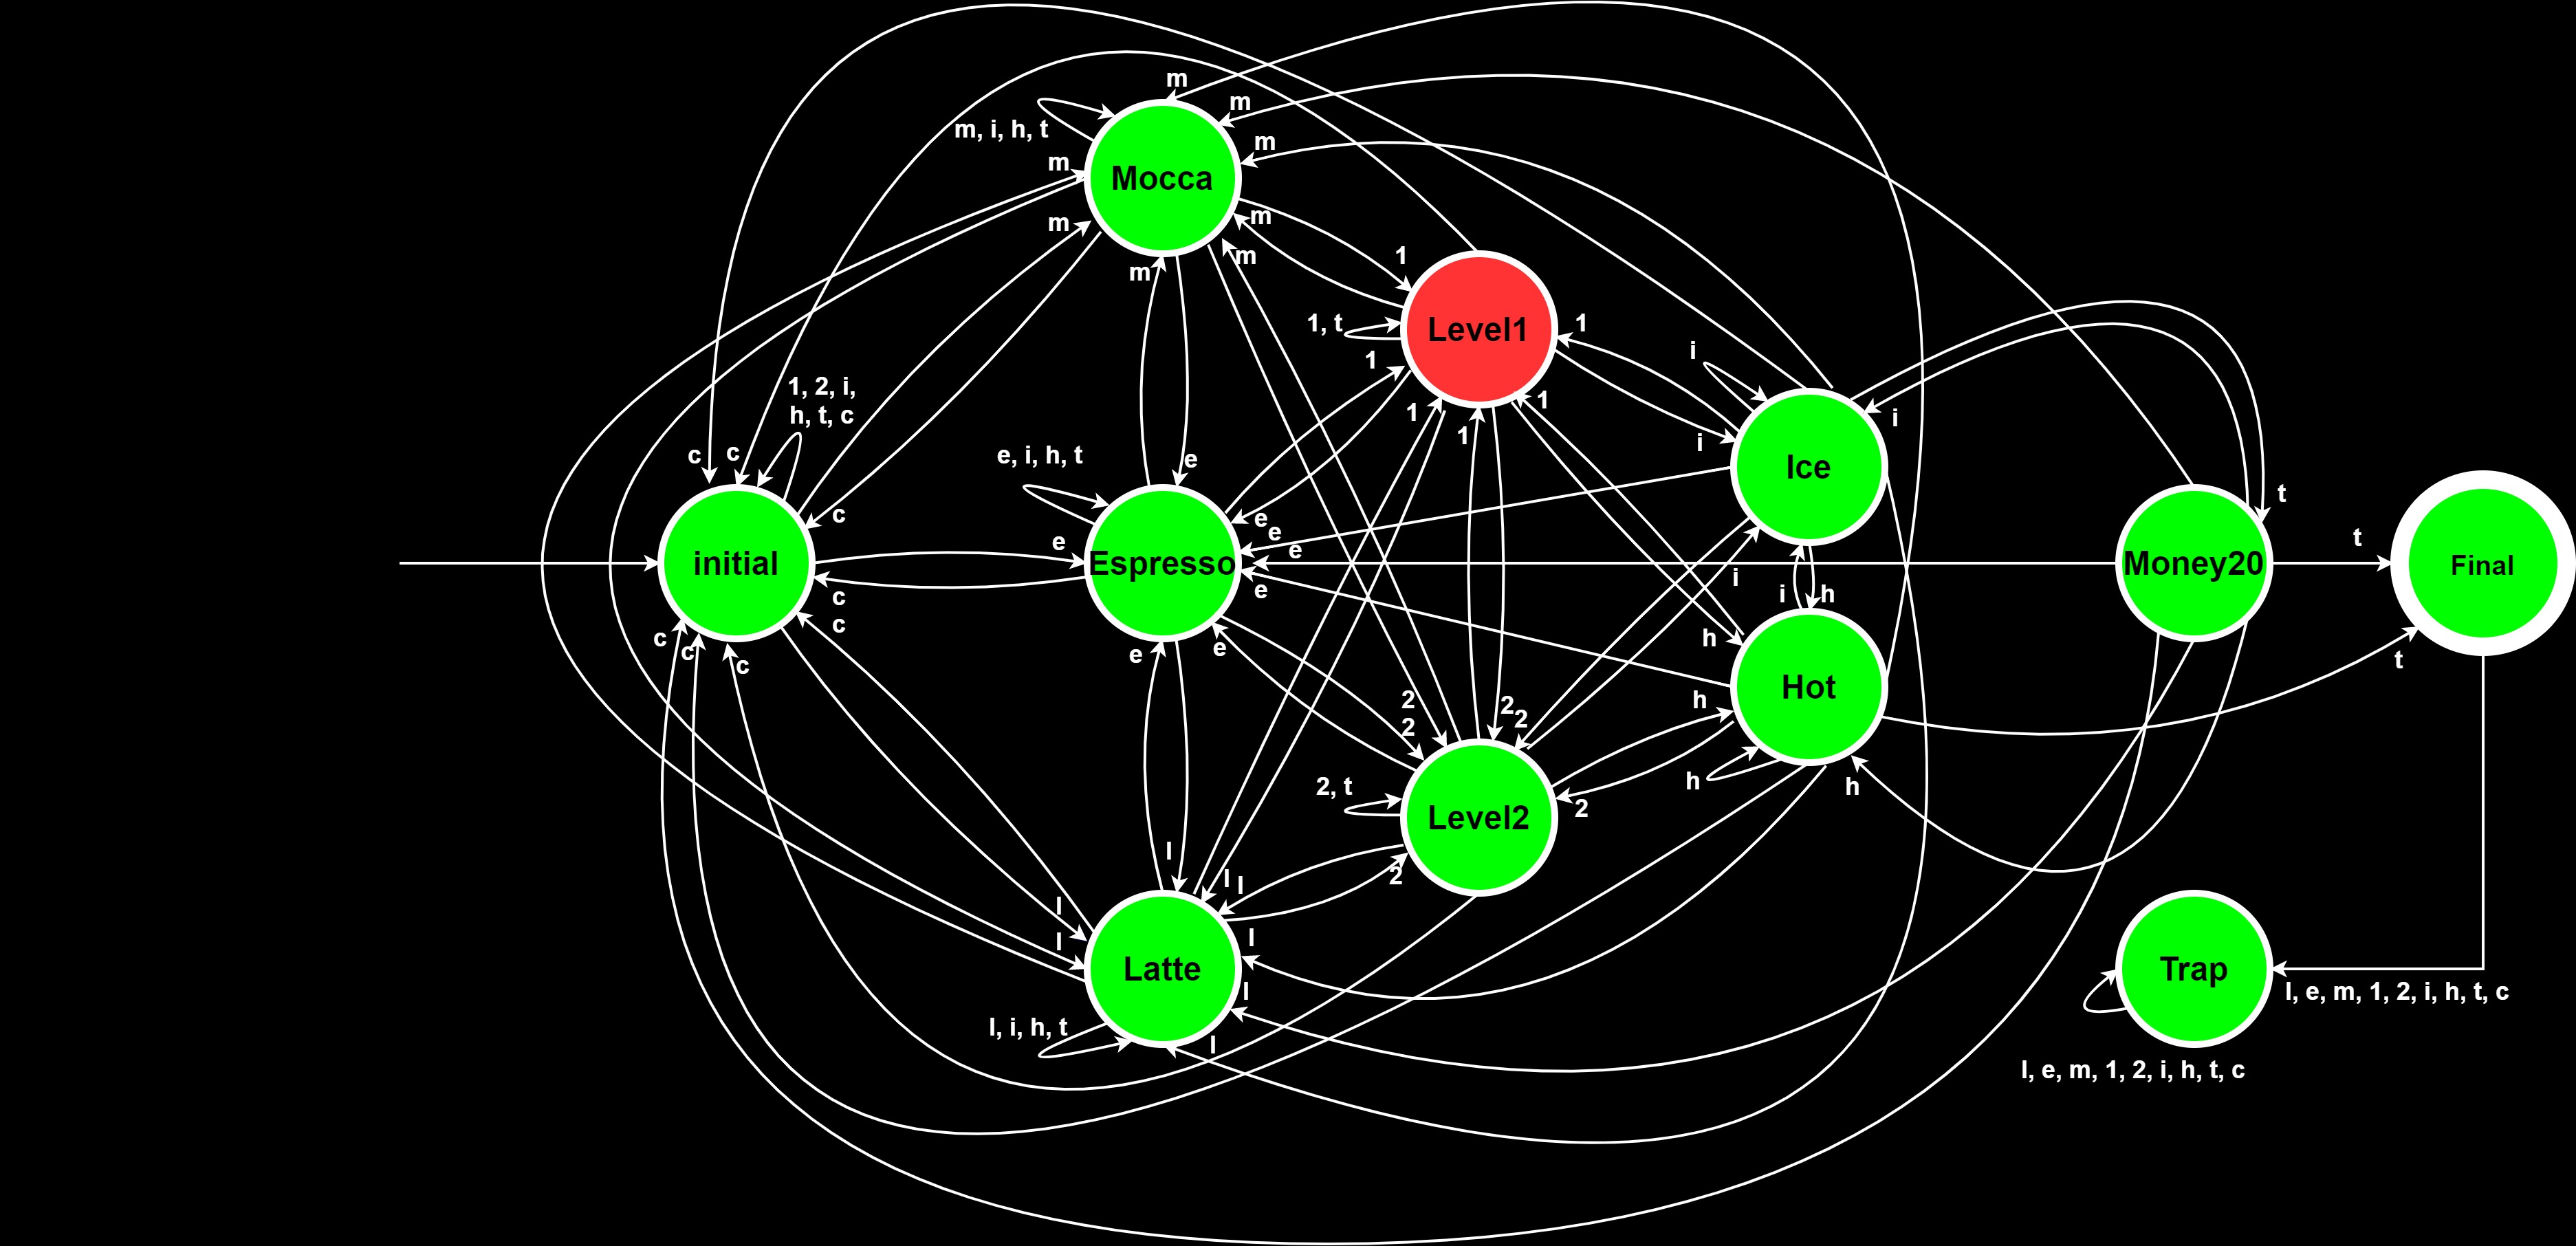 m
m
m
m, i, h, t
m
Mocca
m
m
m
m
1
1, t
Level1
1
i
1
1, 2, i,
h, t, c
i
i
1
1
1
Ice
c
c
e, i, h, t
e
t
c
e
e
e
e
t
initial
Espresso
Money20
Final
c
c
e
i
i
h
c
c
c
e
e
h
t
Hot
2
2
2
2
h
2, t
h
h
2
Level2
l
l
l
2
l
l
l
Latte
Trap
l
l, i, h, t
l
l, e, m, 1, 2, i, h, t, c
l, e, m, 1, 2, i, h, t, c